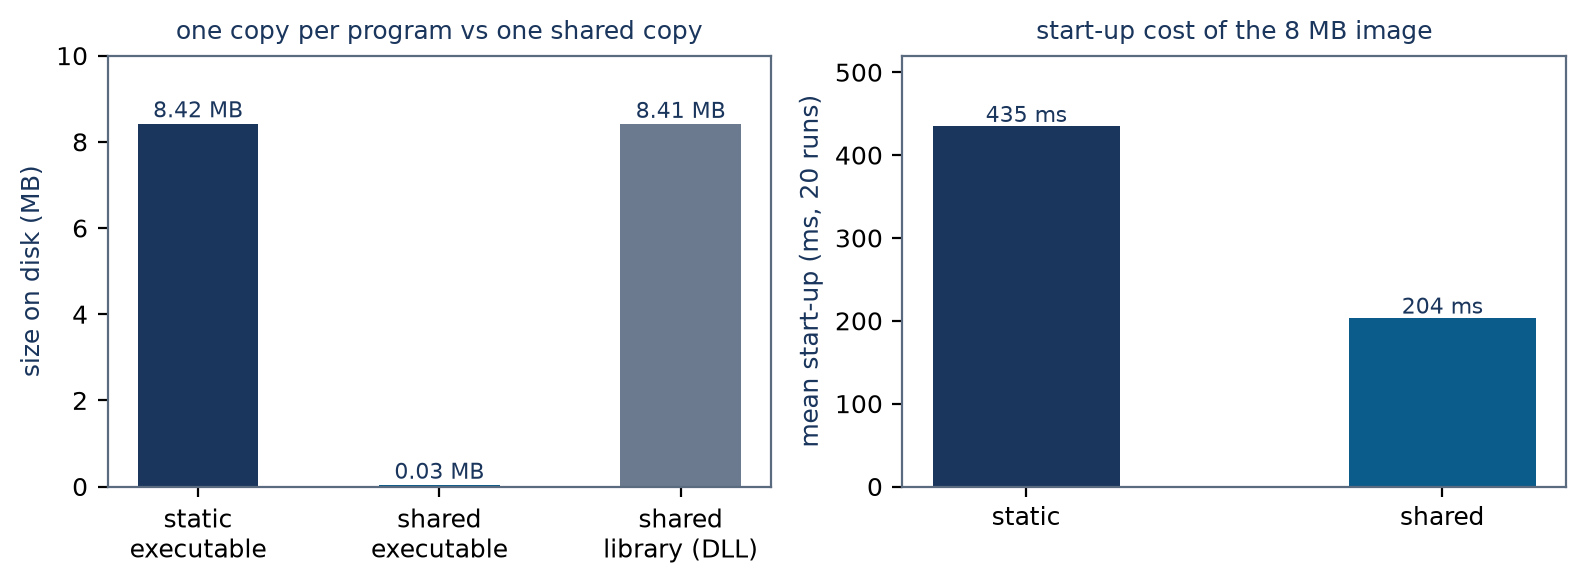 one copy per program vs one shared copy
size on disk (MB)
10
8
6
4
2
0
8.42 MB
0.03 MB
8.41 MB
static
executable
shared
executable
shared
library (DLL)
start-up cost of the 8 MB image
mean start-up (ms, 20 runs)
500
400
300
200
100
0
435 ms
204 ms
static
shared